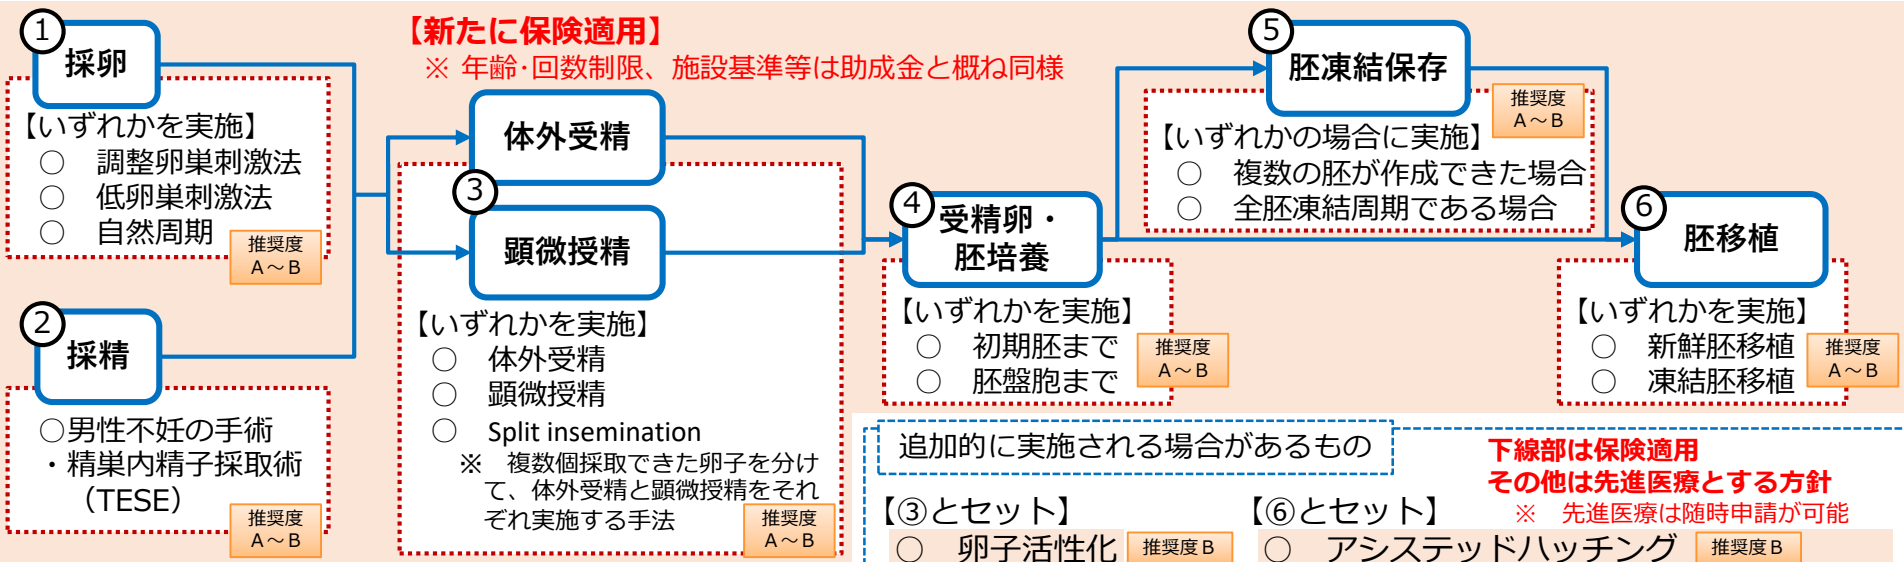 【新たに保険適用】
※ 年齢・回数制限、施設基準等は助成金と概ね同様
①
採卵
【いずれかを実施】
○ 調整卵巣刺激法
○ 低卵巣刺激法
○ 自然周期
推奨度
A～B
②
採精
○男性不妊の手術
・精巣内精子採取術
（TESE）
推奨度
A～B
体外受精
③
顕微授精
【いずれかを実施】
○ 体外受精
○ 顕微授精
○ Split insemination
※ 複数個採取できた卵子を分け
て、体外受精と顕微授精をそれ
ぞれ実施する手法
推奨度
A～B
④
受精卵・
胚培養
【いずれかを実施】
○ 初期胚まで
○ 胚盤胞まで
推奨度
A～B
⑤
胚凍結保存
推奨度
A～B
【いずれかの場合に実施】
○ 複数の胚が作成できた場合
○ 全胚凍結周期である場合
⑥
胚移植
【いずれかを実施】
○ 新鮮胚移植
○ 凍結胚移植
推奨度
A～B
追加的に実施される場合があるもの
下線部は保険適用
その他は先進医療とする方針
※ 先進医療は随時申請が可能
【③とセット】
○ 卵子活性化
推奨度B
【⑥とセット】
○ アシステッドハッチング
推奨度B